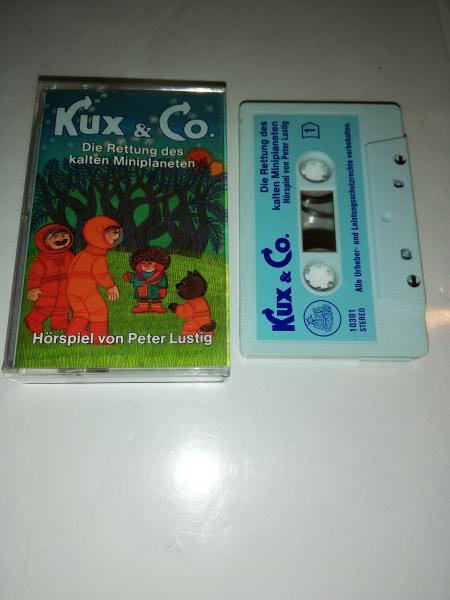 Kux & Co.
Die Rettung des
kalten Miniplaneten
Hörspiel von Peter Lustig
Kux & Co.
Die Rettung des
kalten Miniplaneten
Hörspiel von Peter Lustig
1
10301
STEREO
Alle Urheber- und Leistungsschutzrechte vorbehalten.